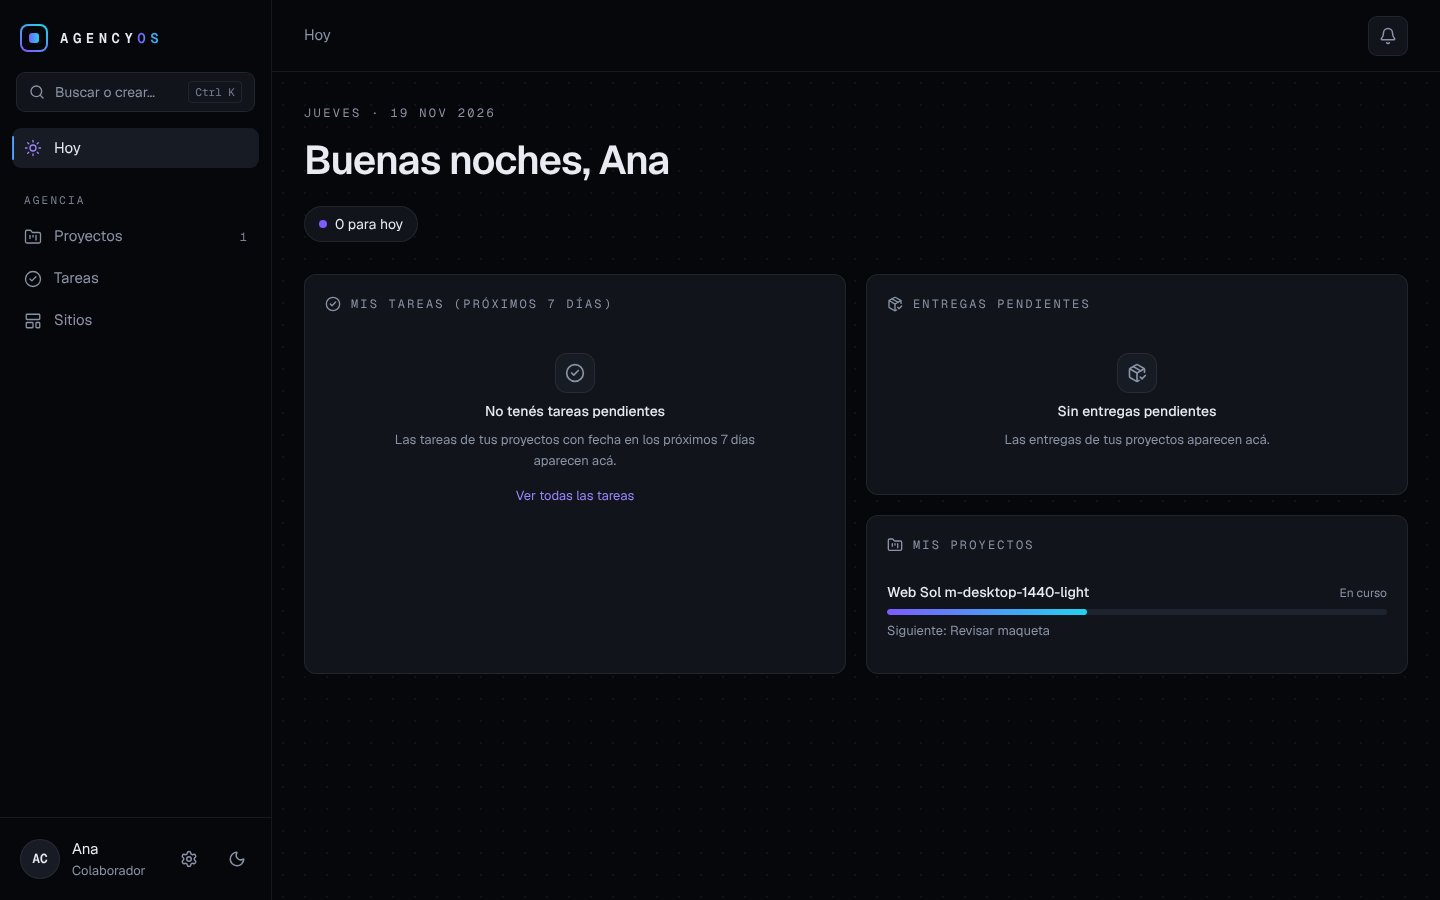 AGENCYOS
Buscar o crear...
Ctrl K
Hoy
AGENCIA
Proyectos 1
Tareas
Sitios
AC
Ana
Colaborador
Hoy
JUEVES · 19 NOV 2026
Buenas noches, Ana
0 para hoy
MIS TAREAS (PRÓXIMOS 7 DÍAS)
No tenés tareas pendientes
Las tareas de tus proyectos con fecha en los próximos 7 días
aparecen acá.
Ver todas las tareas
ENTREGAS PENDIENTES
Sin entregas pendientes
Las entregas de tus proyectos aparecen acá.
MIS PROYECTOS
Web Sol m-desktop-1440-light
En curso
Siguiente: Revisar maqueta